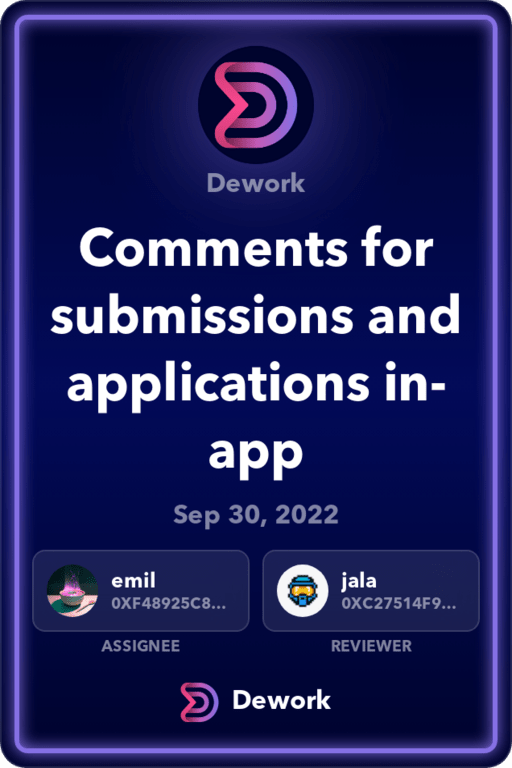 Dework
Comments for
submissions and
applications in-
app
Sep 30, 2022
emil
0XF48925C8...
jala
0XC27514F9...
ASSIGNEE
REVIEWER
Dework